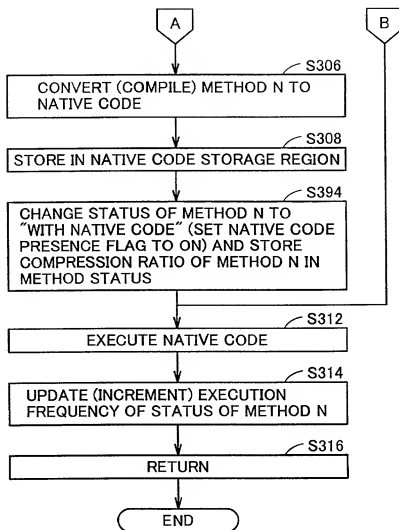 A
B
S306
CONVERT (COMPILE) METHOD N TO
NATIVE CODE
S308
STORE IN NATIVE CODE STORAGE REGION
S394
CHANGE STATUS OF METHOD N TO
"WITH NATIVE CODE" (SET NATIVE CODE
PRESENCE FLAG TO ON) AND STORE
COMPRESSION RATIO OF METHOD N IN
METHOD STATUS
S312
EXECUTE NATIVE CODE
S314
UPDATE (INCREMENT) EXECUTION
FREQUENCY OF STATUS OF METHOD N
S316
RETURN
END